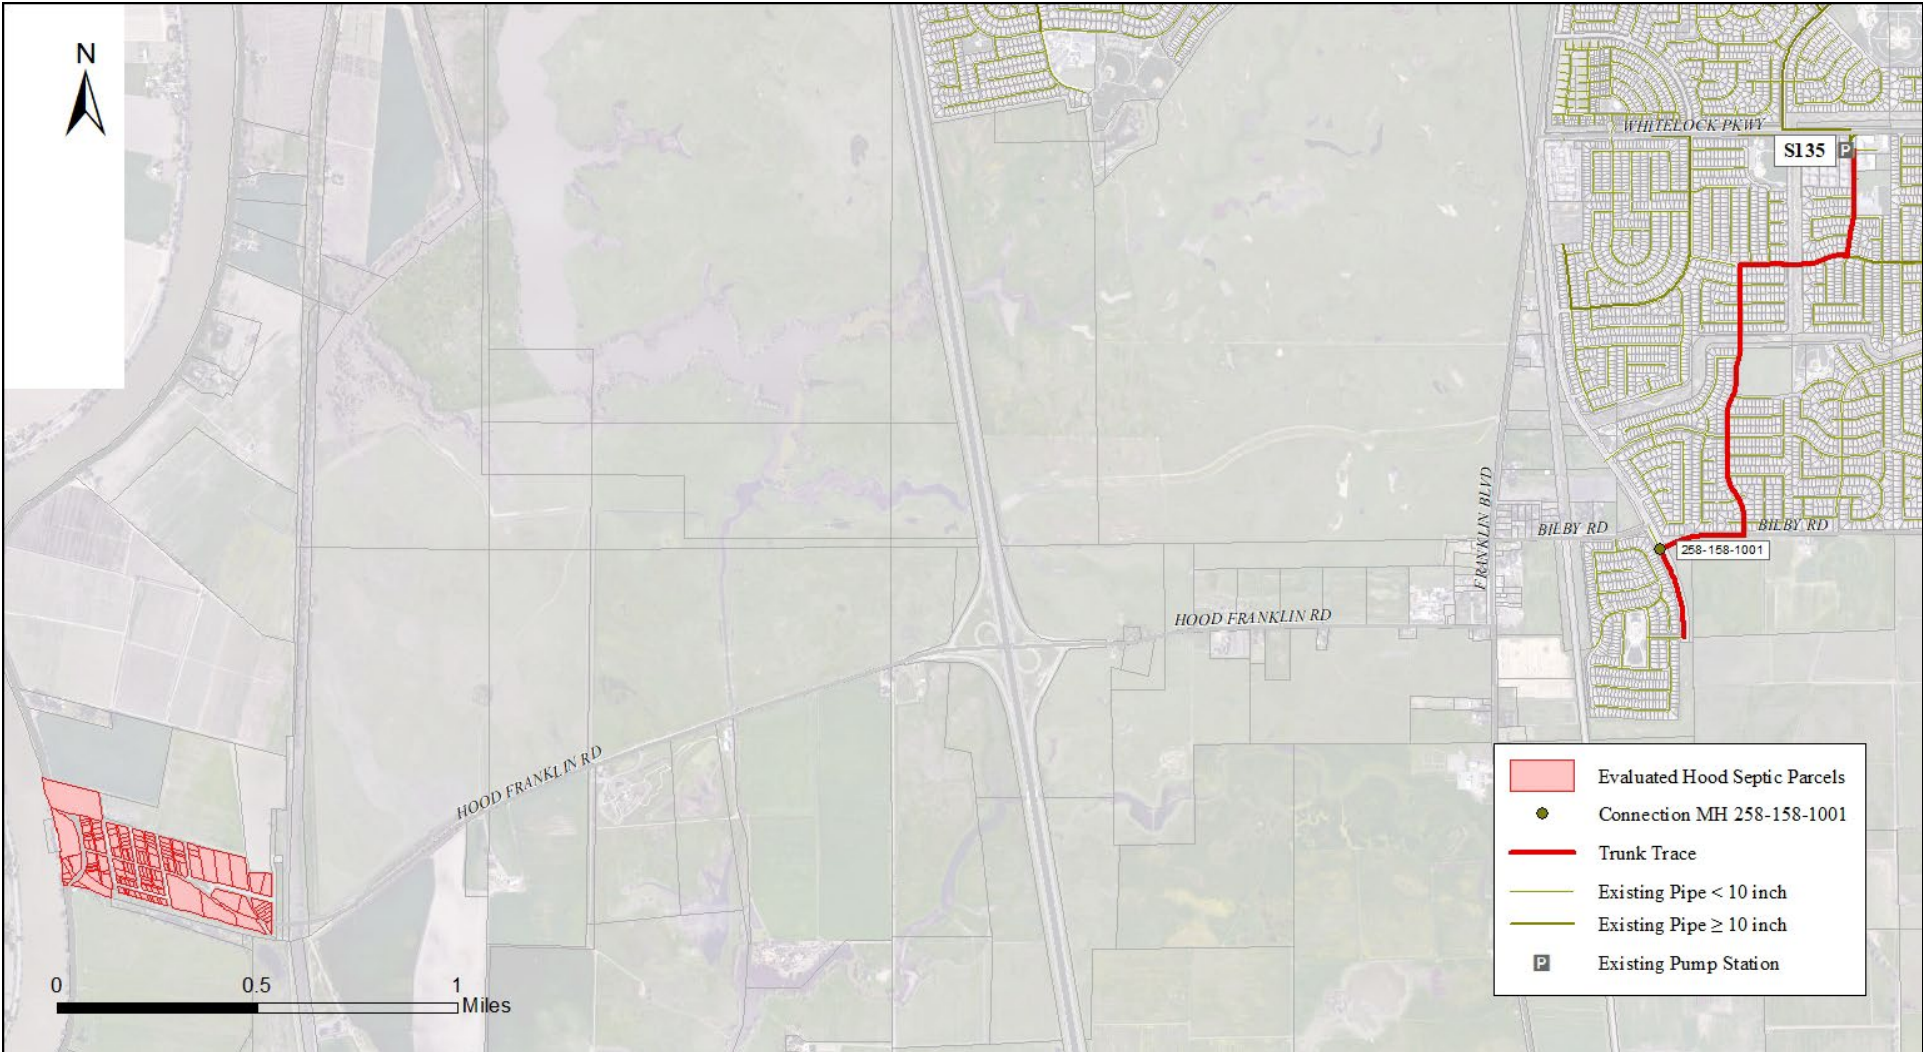 N
WHITELOCK PKWY
S135
P
FRANKLIN BLVD
BILBY RD
BILBY RD
258-158-1001
HOOD FRANKLIN RD
HOOD FRANKLIN RD
Evaluated Hood Septic Parcels
Connection MH 258-158-1001
Trunk Trace
Existing Pipe < 10 inch
Existing Pipe ≥ 10 inch
P Existing Pump Station
0 0.5 1
Miles